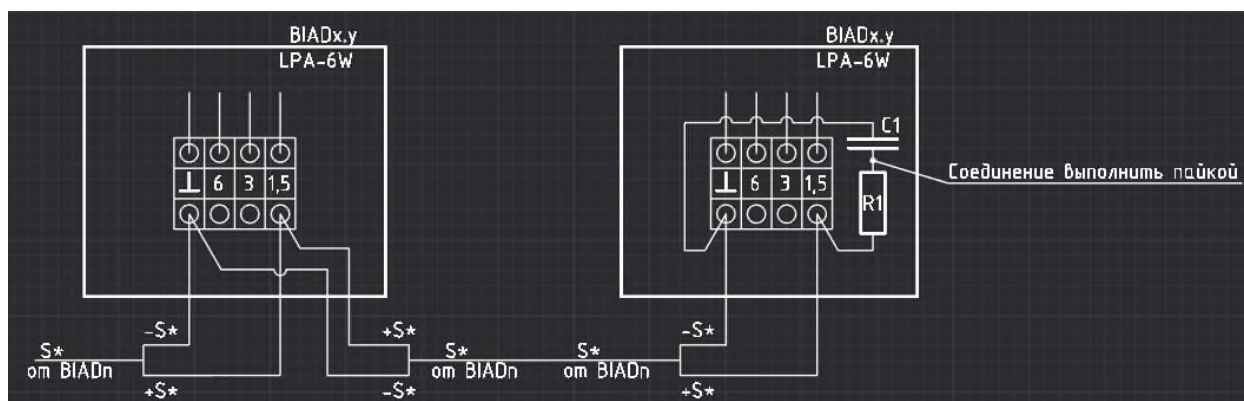 BIADx.y
LPA-6W
⊥ 6 3 1,5
-S*
S*
от BIADn
+S*
+S*
S*
от BIADn
-S*
BIADx.y
LPA-6W
C1
Соединение выполнить пайкой
⊥ 6 3 1,5
R1
S*
от BIADn
-S*
+S*